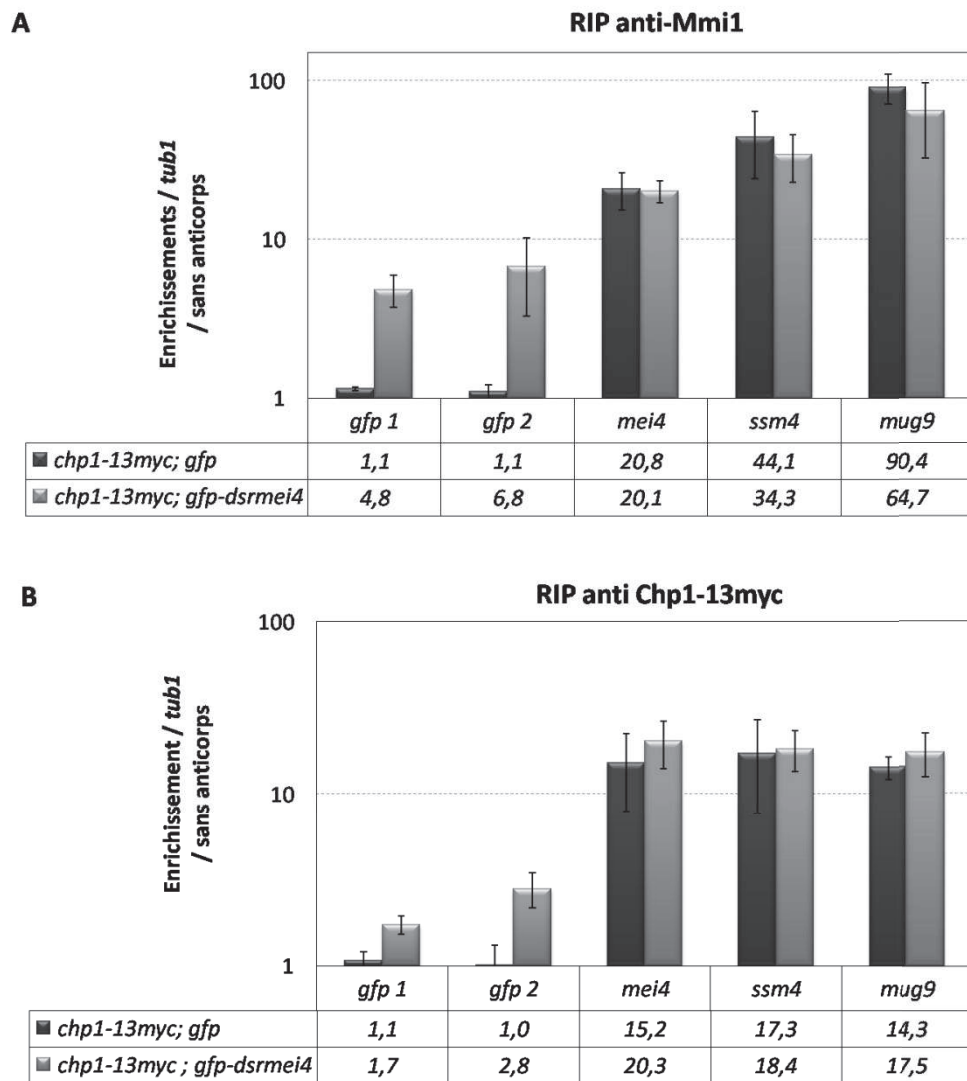 A
RIP anti-Mmi1
Enrichissements / tub1
/ sans anticorps
100
10
1
gfp 1 gfp 2 mei4 ssm4 mug9
chp1-13myc; gfp 1,1 1,1 20,8 44,1 90,4
chp1-13myc; gfp-dsrmei4 4,8 6,8 20,1 34,3 64,7
B
RIP anti Chp1-13myc
Enrichissement / tub1
/ sans anticorps
100
10
1
gfp 1 gfp 2 mei4 ssm4 mug9
chp1-13myc; gfp 1,1 1,0 15,2 17,3 14,3
chp1-13myc ; gfp-dsrmei4 1,7 2,8 20,3 18,4 17,5